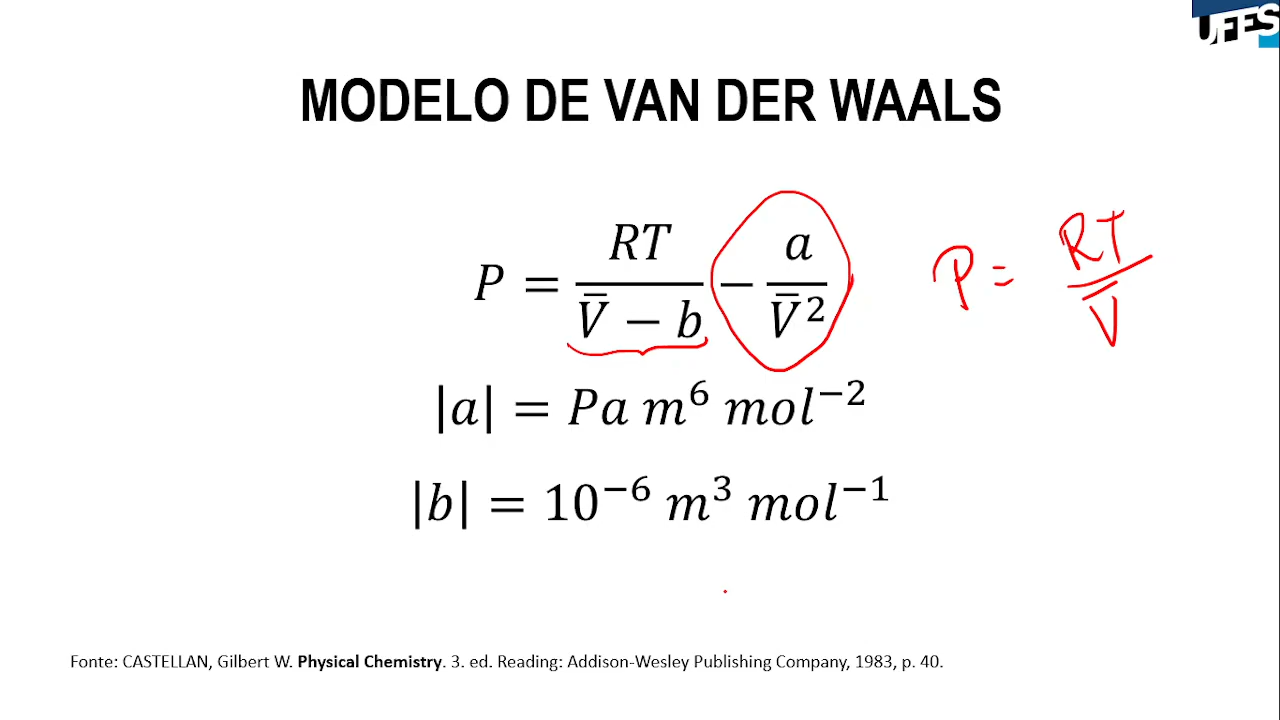 UFES
MODELO DE VAN DER WAALS
P = RT / (V̅ − b) − a / V̅²
P = RT / V̅
|a| = Pa m⁶ mol⁻²
|b| = 10⁻⁶ m³ mol⁻¹
Fonte: CASTELLAN, Gilbert W. Physical Chemistry. 3. ed. Reading: Addison-Wesley Publishing Company, 1983, p. 40.